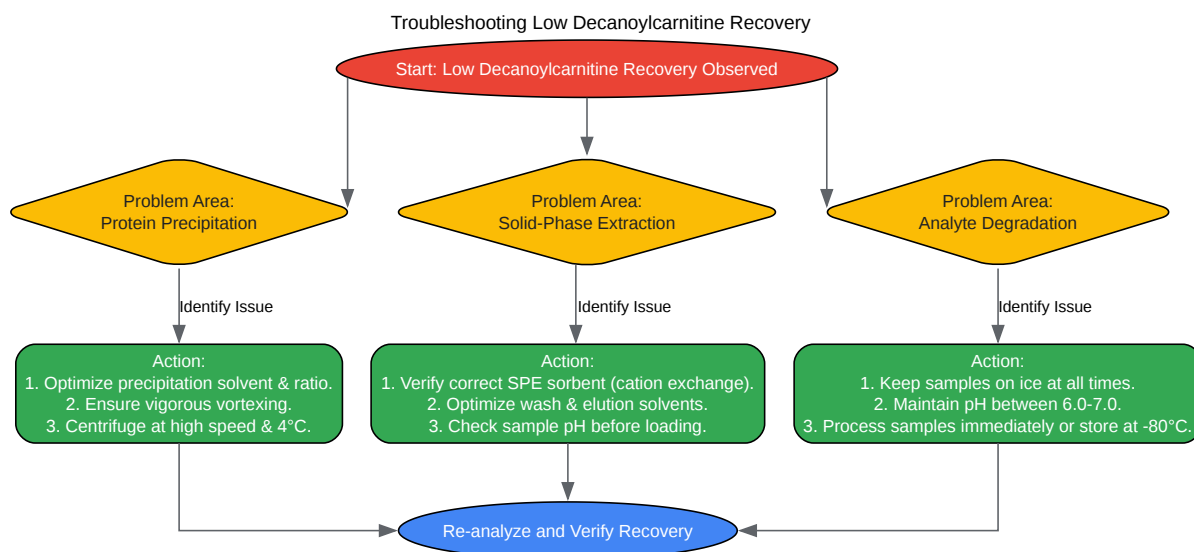 Troubleshooting Low Decanoylcarnitine Recovery
Start: Low Decanoylcarnitine Recovery Observed
Problem Area:
Protein Precipitation
Problem Area:
Solid-Phase Extraction
Problem Area:
Analyte Degradation
Identify Issue
Identify Issue
Identify Issue
Action:
1. Optimize precipitation solvent & ratio.
2. Ensure vigorous vortexing.
3. Centrifuge at high speed & 4°C.
Action:
1. Verify correct SPE sorbent (cation exchange).
2. Optimize wash & elution solvents.
3. Check sample pH before loading.
Action:
1. Keep samples on ice at all times.
2. Maintain pH between 6.0-7.0.
3. Process samples immediately or store at -80°C.
Re-analyze and Verify Recovery